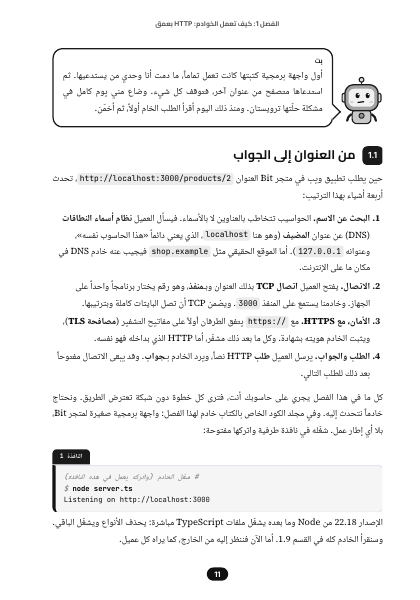 الفصل 1: كيف تعمل الخوادم: HTTP بعمق
بِت
أول واجهة برمجية كتبتها كانت تعمل تماماً، ما دمت أنا وحدي من يستدعيها. ثم
استدعاها متصفح من عنوان آخر، فتوقف كل شيء. وضاع مني يوم كامل في
مشكلة حلّتها ترويستان. ومنذ ذلك اليوم أقرأ الطلب الخام أولاً، ثم أخمّن.
1.1 من العنوان إلى الجواب
حين يطلب تطبيق ويب في متجر Bit العنوان http://localhost:3000/products/2، تحدث
أربعة أشياء بهذا الترتيب:
1. البحث عن الاسم. الحواسيب تتخاطب بالعناوين لا بالأسماء. فيسأل العميل نظام أسماء النطاقات
(DNS) عن عنوان المضيف (وهو هنا localhost، الذي يعني دائماً «هذا الحاسوب نفسه»،
وعنوانه 127.0.0.1). أما الموقع الحقيقي مثل shop.example فيجيب عنه خادم DNS في
مكان ما على الإنترنت.
2. الاتصال. يفتح العميل اتصال TCP بذلك العنوان وبمنفذ، وهو رقم يختار برنامجاً واحداً على
الجهاز. وخادمنا يستمع على المنفذ 3000. ويضمن TCP أن تصل البايتات كاملة وبترتيبها.
3. الأمان، مع HTTPS. مع https:// يتفق الطرفان أولاً على مفاتيح التشفير (مصافحة TLS)،
ويثبت الخادم هويته بشهادة. وكل ما بعد ذلك مشفّر، أما HTTP الذي بداخله فهو نفسه.
4. الطلب والجواب. يرسل العميل طلب HTTP نصاً، ويرد الخادم بـجواب. وقد يبقى الاتصال مفتوحاً
بعد ذلك للطلب التالي.
كل ما في هذا الفصل يجري على حاسوبك أنت، فترى كل خطوة دون شبكة تعترض الطريق. ونحتاج
خادماً نتحدث إليه. وفي مجلد الكود الخاص بالكتاب خادم لهذا الفصل: واجهة برمجية صغيرة لمتجر Bit،
بلا أي إطار عمل. شغّله في نافذة طرفية واتركها مفتوحة:
النافذة 1
# شغّل الخادم (واتركه يعمل في هذه النافذة)
$ node server.ts
Listening on http://localhost:3000
الإصدار 22.18 من Node وما بعده يشغّل ملفات TypeScript مباشرة: يحذف الأنواع ويشغّل الباقي.
وسنقرأ الخادم كله في القسم 1.9. أما الآن فننظر إليه من الخارج، كما يراه كل عميل.
11